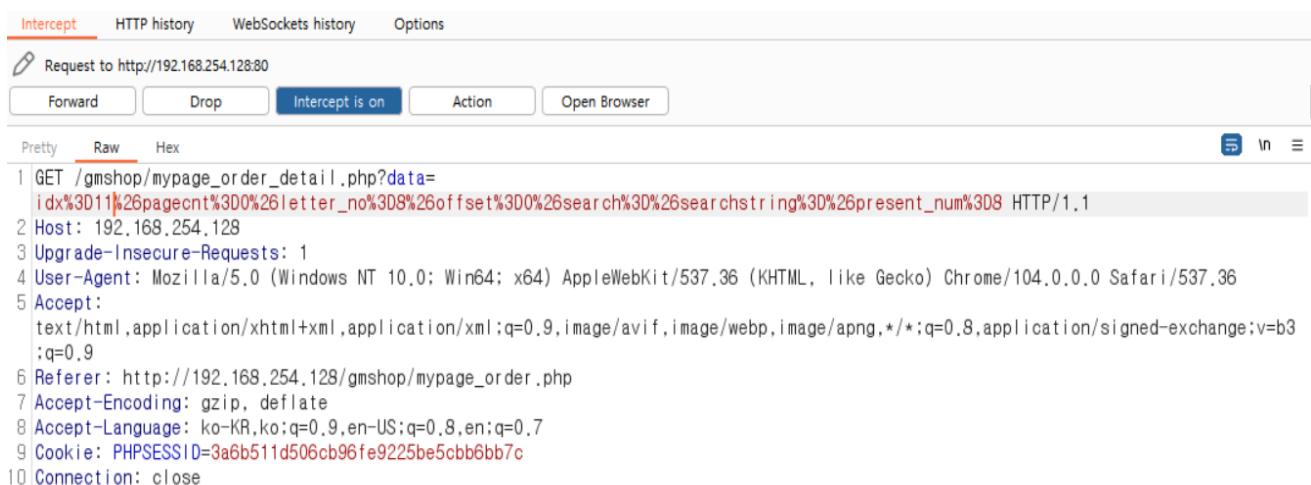 Intercept HTTP history WebSockets history Options
Request to http://192.168.254.128:80
Forward Drop Intercept is on Action Open Browser
Pretty Raw Hex \n
1 GET /gmshop/mypage_order_detail.php?data=
idx%3D11%26pagecnt%3D0%26letter_no%3D8%26offset%3D0%26search%3D%26searchstring%3D%26present_num%3D8 HTTP/1.1
2 Host: 192.168.254.128
3 Upgrade-Insecure-Requests: 1
4 User-Agent: Mozilla/5.0 (Windows NT 10.0; Win64; x64) AppleWebKit/537.36 (KHTML, like Gecko) Chrome/104.0.0.0 Safari/537.36
5 Accept:
text/html,application/xhtml+xml,application/xml;q=0.9,image/avif,image/webp,image/apng,*/*;q=0.8,application/signed-exchange;v=b3
;q=0.9
6 Referer: http://192.168.254.128/gmshop/mypage_order.php
7 Accept-Encoding: gzip, deflate
8 Accept-Language: ko-KR,ko;q=0.9,en-US;q=0.8,en;q=0.7
9 Cookie: PHPSESSID=3a6b511d506cb96fe9225be5cbb6bb7c
10 Connection: close